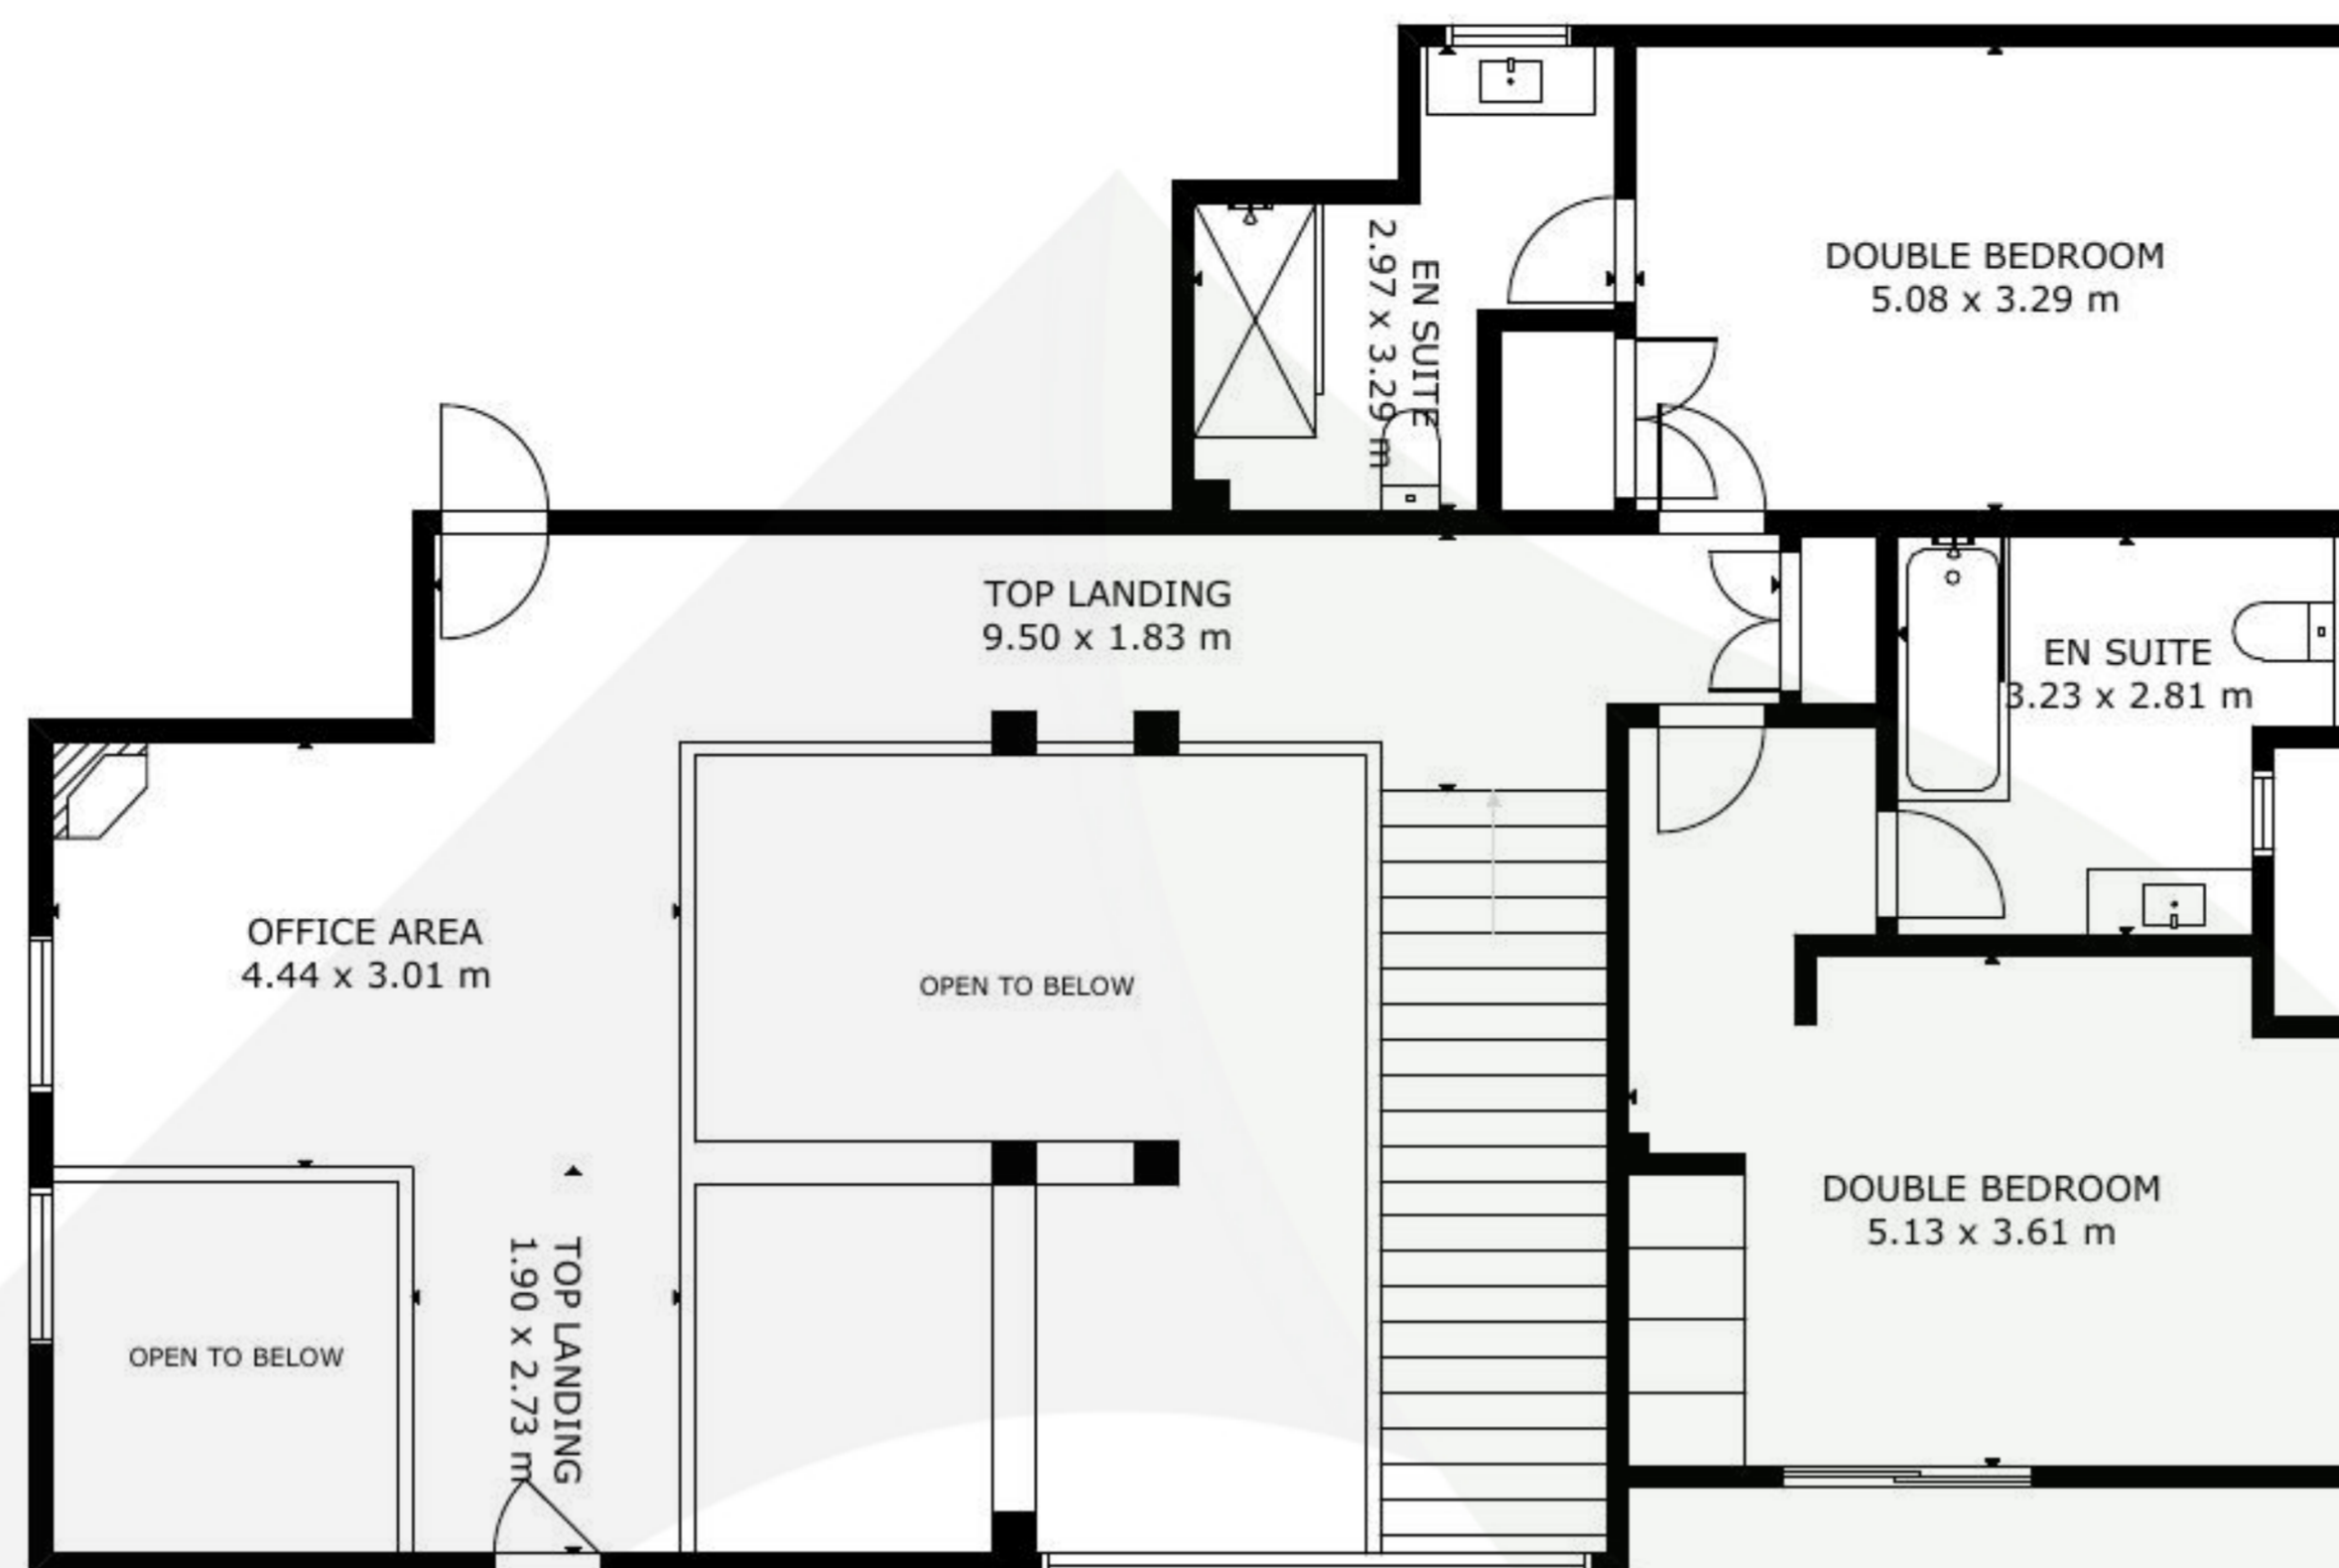 DOUBLE BEDROOM
5.08 x 3.29 m
EN SUITE
2.97 x 3.29 m
TOP LANDING
9.50 x 1.83 m
EN SUITE
3.23 x 2.81 m
OFFICE AREA
4.44 x 3.01 m
OPEN TO BELOW
DOUBLE BEDROOM
5.13 x 3.61 m
OPEN TO BELOW
TOP LANDING
1.90 x 2.73 m